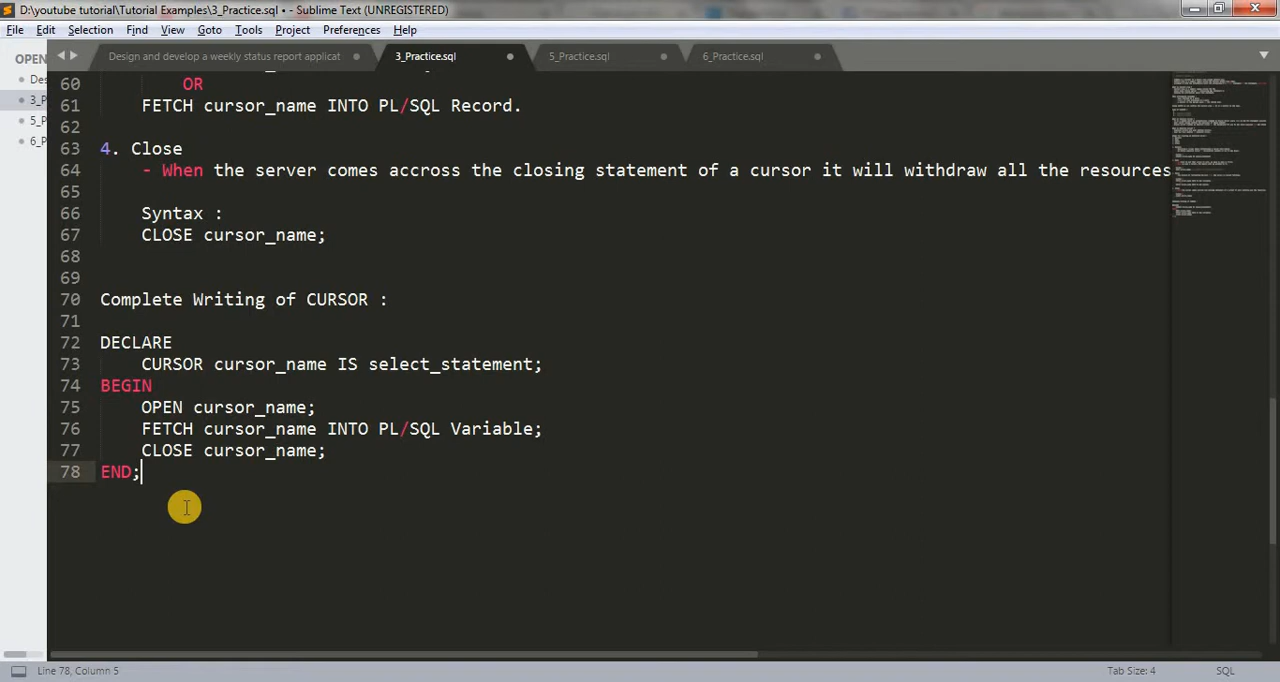 D:\youtube tutorial\Tutorial Examples\3_Practice.sql • - Sublime Text (UNREGISTERED)
File Edit Selection Find View Goto Tools Project Preferences Help
OPEN
Design and develop a weekly status report applicat
3_Practice.sql
5_Practice.sql
6_Practice.sql
Des
3_P
5_P
6_P
60 OR
61 FETCH cursor_name INTO PL/SQL Record.
62
63 4. Close
64 - When the server comes accross the closing statement of a cursor it will withdraw all the resources
65
66 Syntax :
67 CLOSE cursor_name;
68
69
70 Complete Writing of CURSOR :
71
72 DECLARE
73 CURSOR cursor_name IS select_statement;
74 BEGIN
75 OPEN cursor_name;
76 FETCH cursor_name INTO PL/SQL Variable;
77 CLOSE cursor_name;
78 END;
Line 78, Column 5
Tab Size: 4
SQL